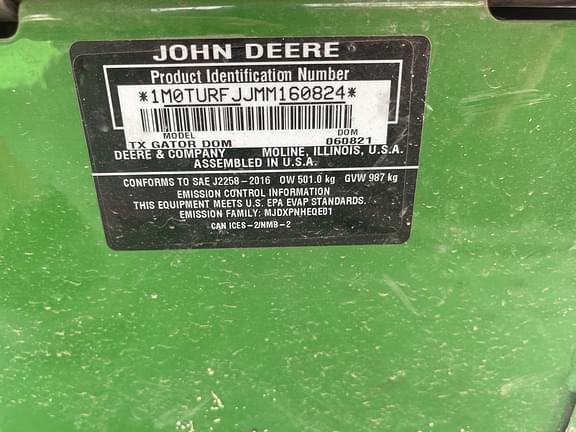 JOHN DEERE
Product Identification Number
*1M0TURFJJMM160824*
MODEL DOM
TX GATOR DOM 060821
DEERE & COMPANY MOLINE, ILLINOIS, U.S.A.
ASSEMBLED IN U.S.A.
CONFORMS TO SAE J2258-2016 OW 501.0 kg GVW 987 kg
EMISSION CONTROL INFORMATION
THIS EQUIPMENT MEETS U.S. EPA EVAP STANDARDS.
EMISSION FAMILY: MJDXPNHEQE01
CAN ICES-2/NMB-2